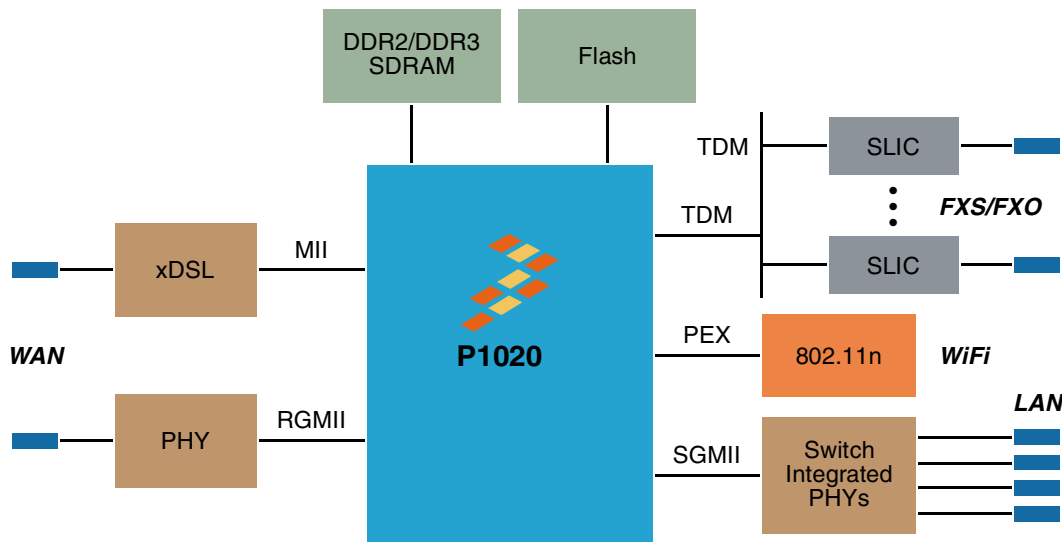 DDR2/DDR3
SDRAM
Flash
TDM
SLIC
TDM
FXS/FXO
SLIC
xDSL
MII
P1020
WAN
PHY
RGMII
PEX
802.11n
WiFi
LAN
SGMII
Switch
Integrated
PHYs